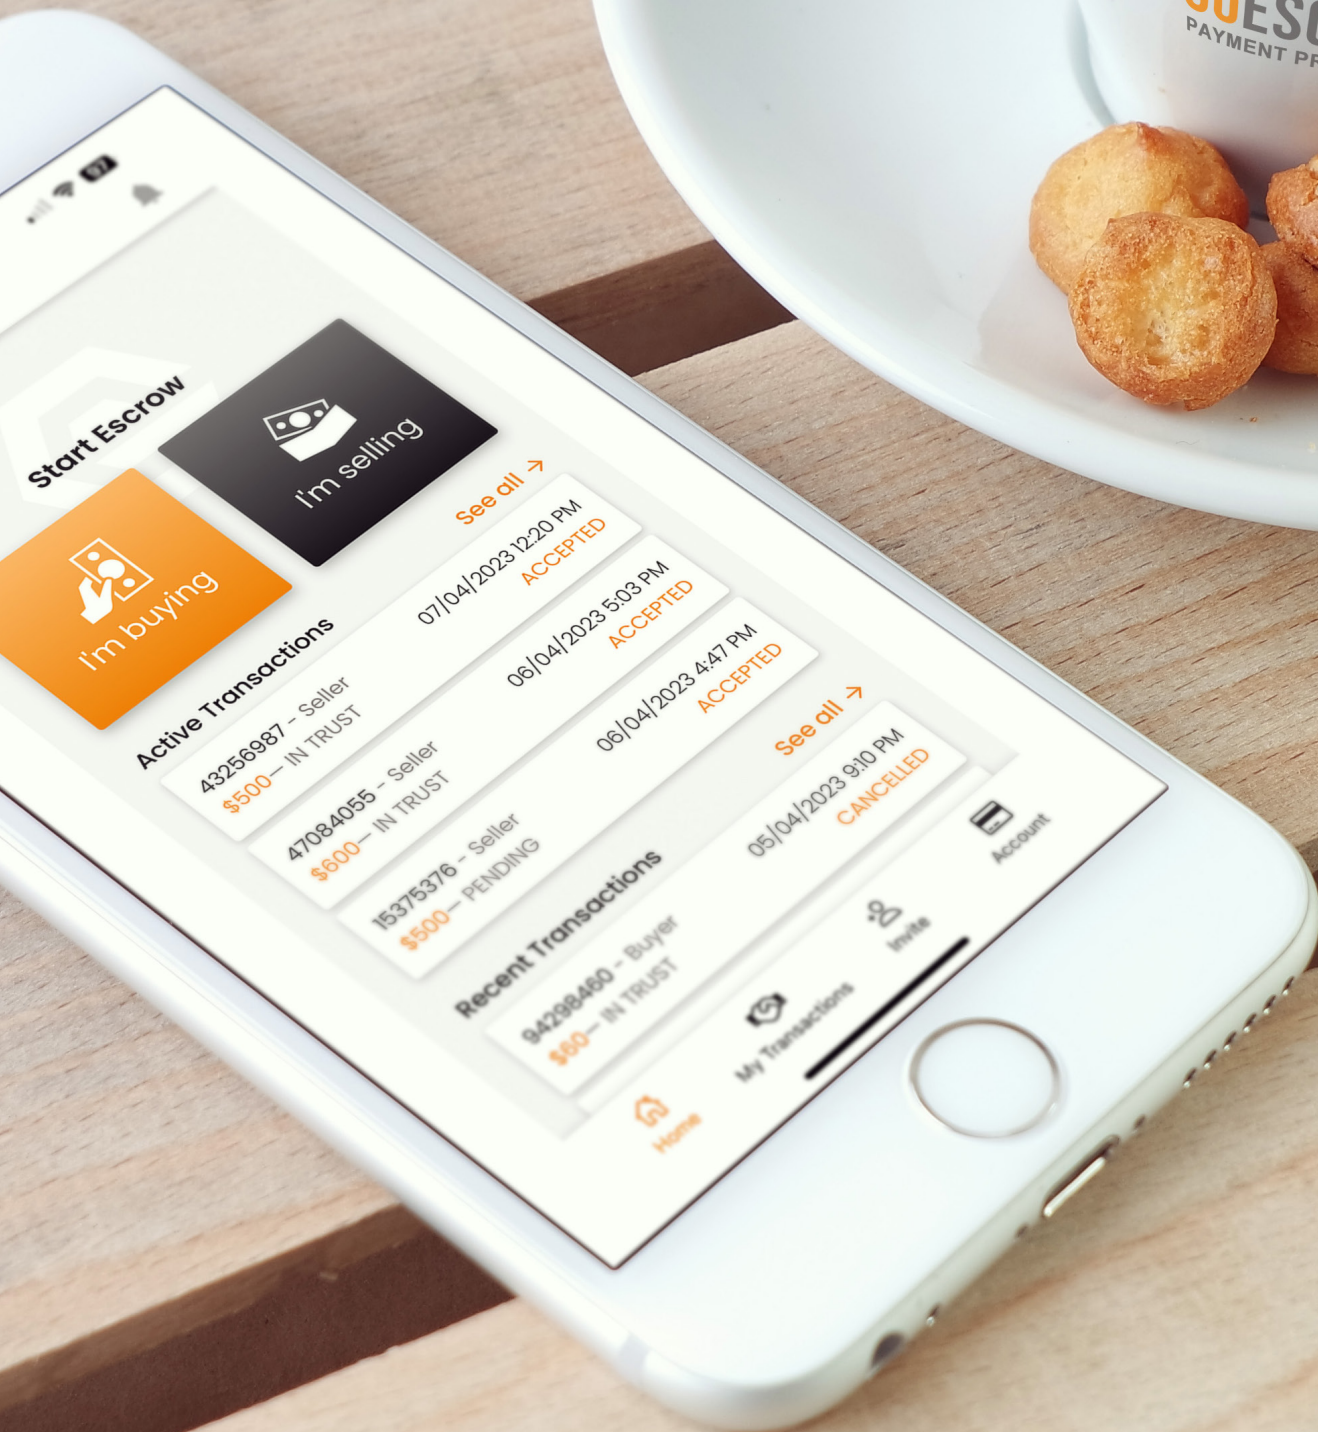 97
Start Escrow
I'm buying
I'm selling
Active Transactions
See all →
43256987 - Seller
07/04/2023 12:20 PM
$500— IN TRUST
ACCEPTED
47084055 - Seller
06/04/2023 5:03 PM
$600— IN TRUST
ACCEPTED
15375376 - Seller
06/04/2023 4:47 PM
$500— PENDING
ACCEPTED
Recent Transactions
See all →
94298460 - Buyer
05/04/2023 9:10 PM
$60— IN TRUST
CANCELLED
Home
My Transactions
Invite
Account
PAYMENT